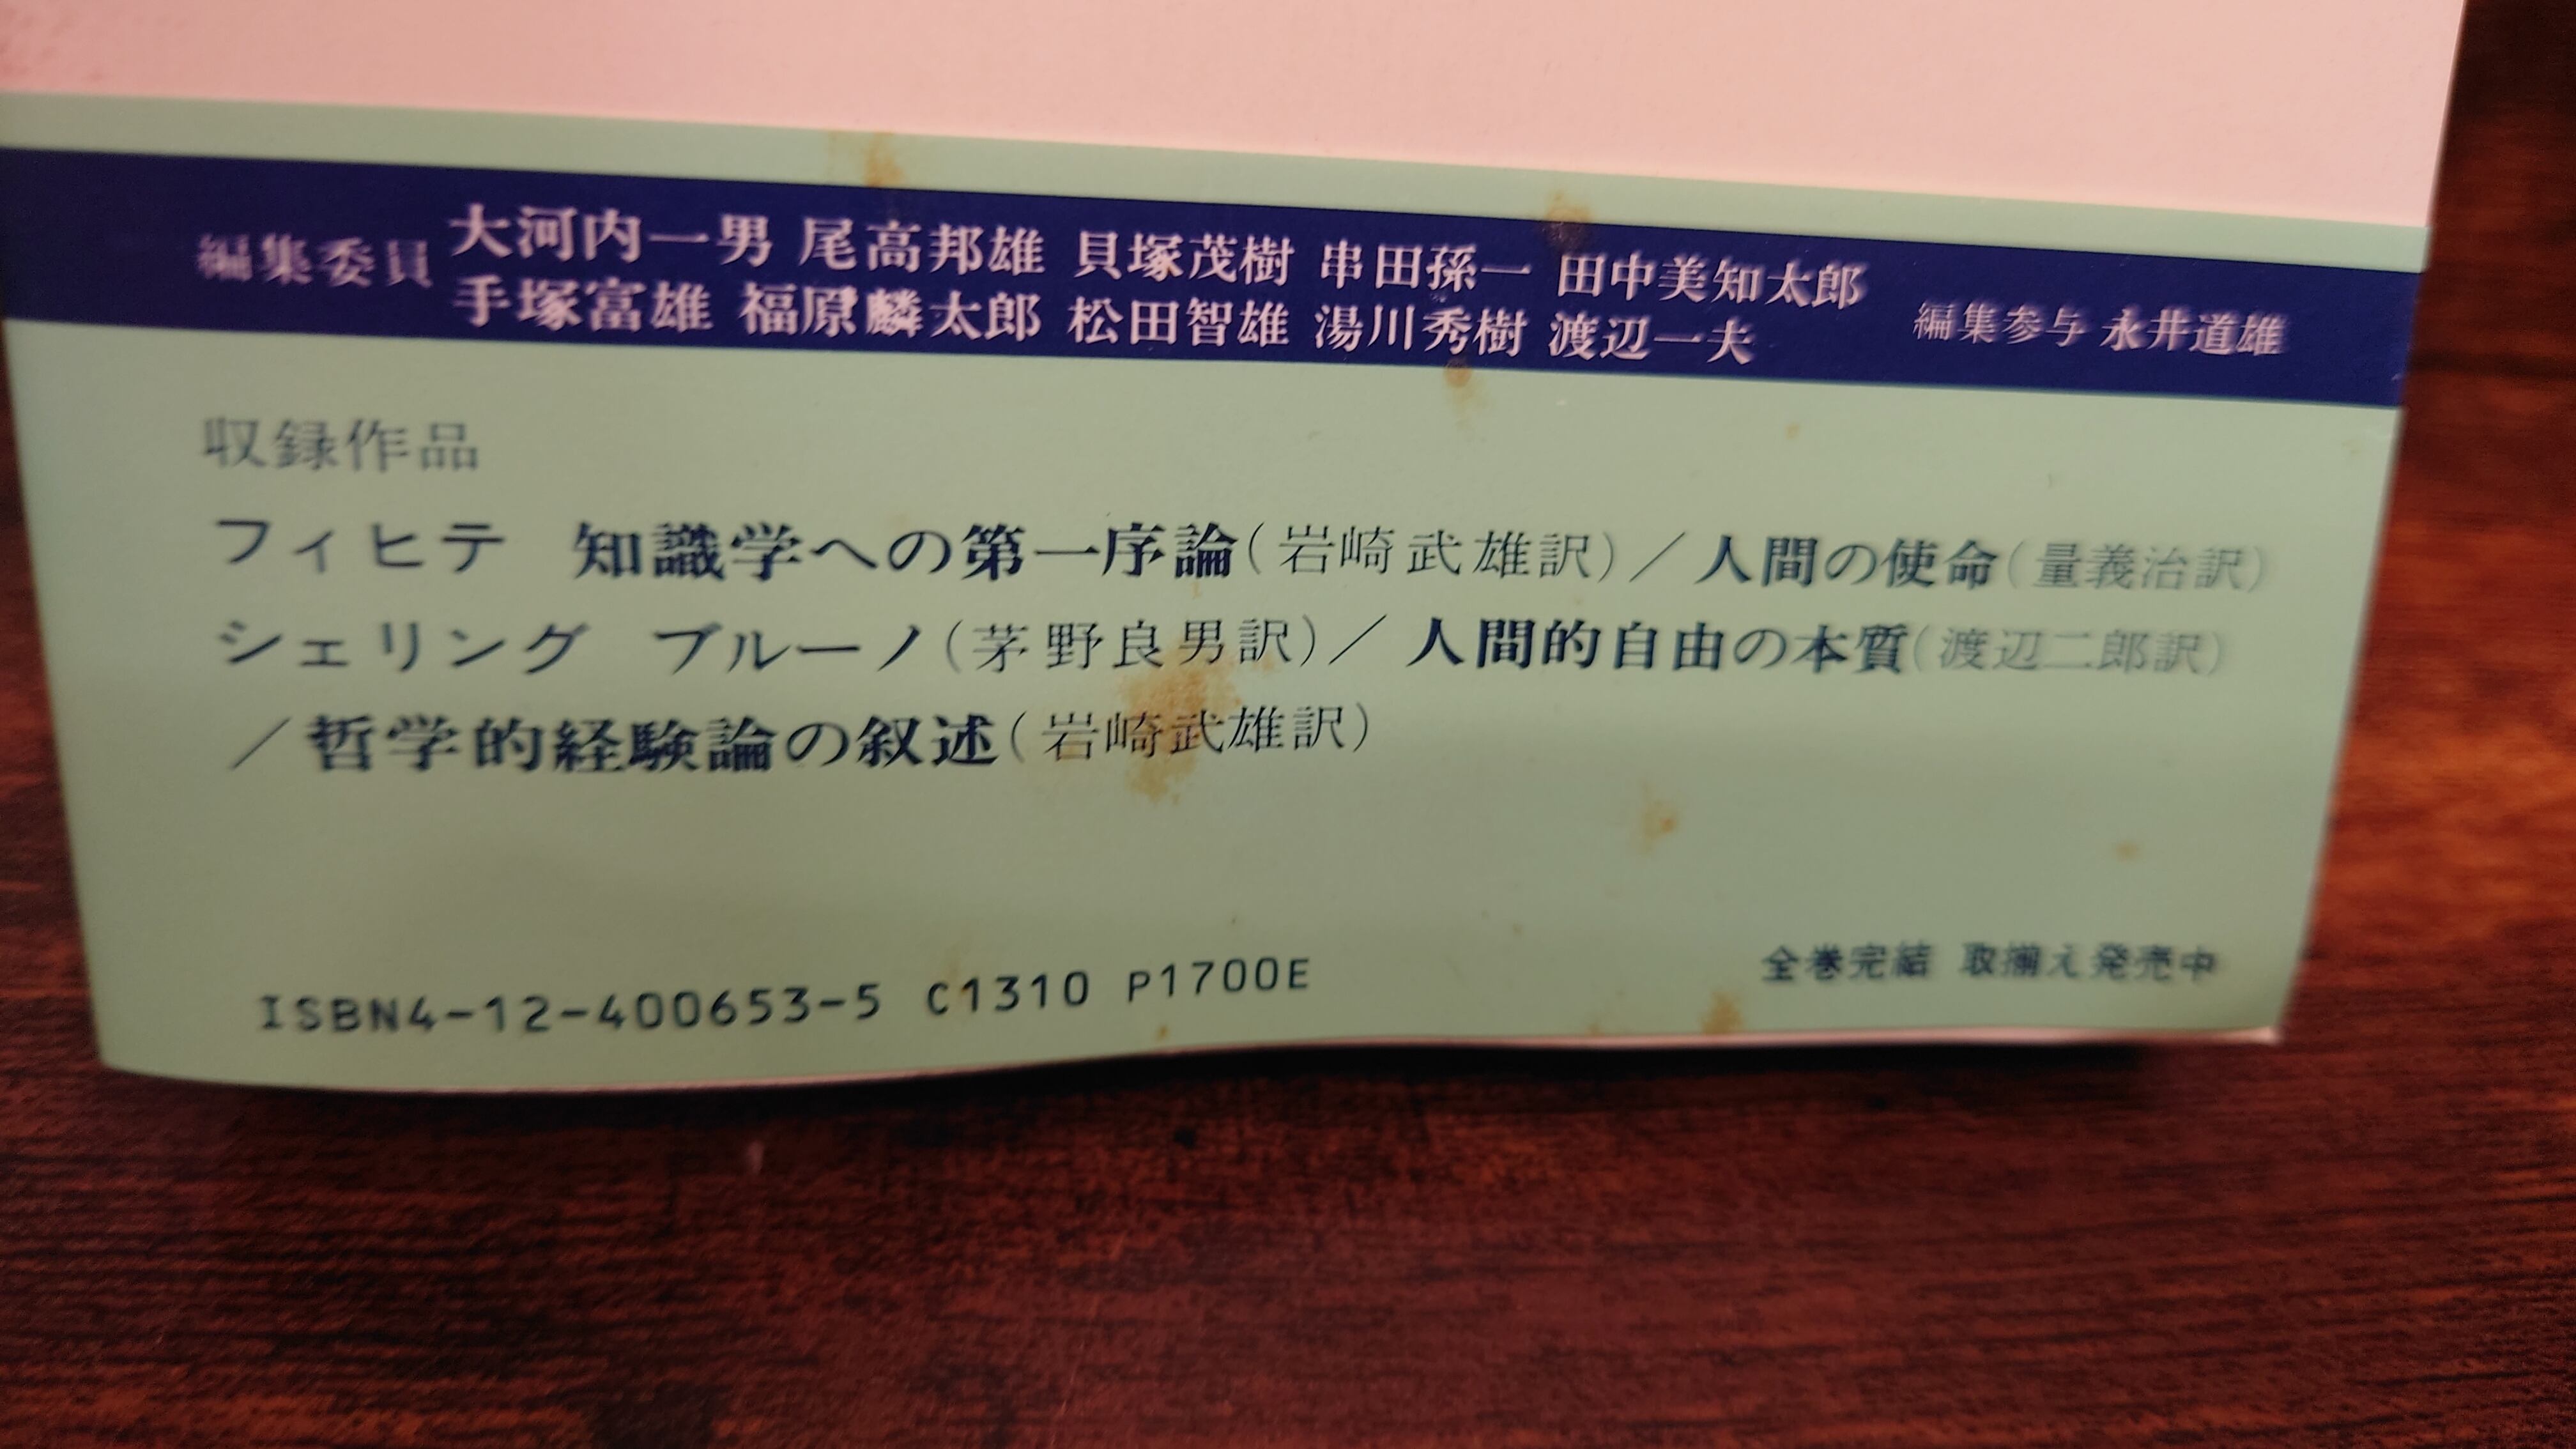 編集委員 大河内一男 尾高邦雄 貝塚茂樹 串田孫一 田中美知太郎
手塚富雄 福原麟太郎 松田智雄 湯川秀樹 渡辺一夫 編集参与 永井道雄
収録作品
フィヒテ 知識学への第一序論(岩崎武雄訳)／人間の使命(量義治訳)
シェリング ブルーノ(茅野良男訳)／人間的自由の本質(渡辺二郎訳)
／哲学的経験論の叙述(岩崎武雄訳)
ISBN4-12-400653-5 C1310 P1700E
全巻完結 取揃え発売中